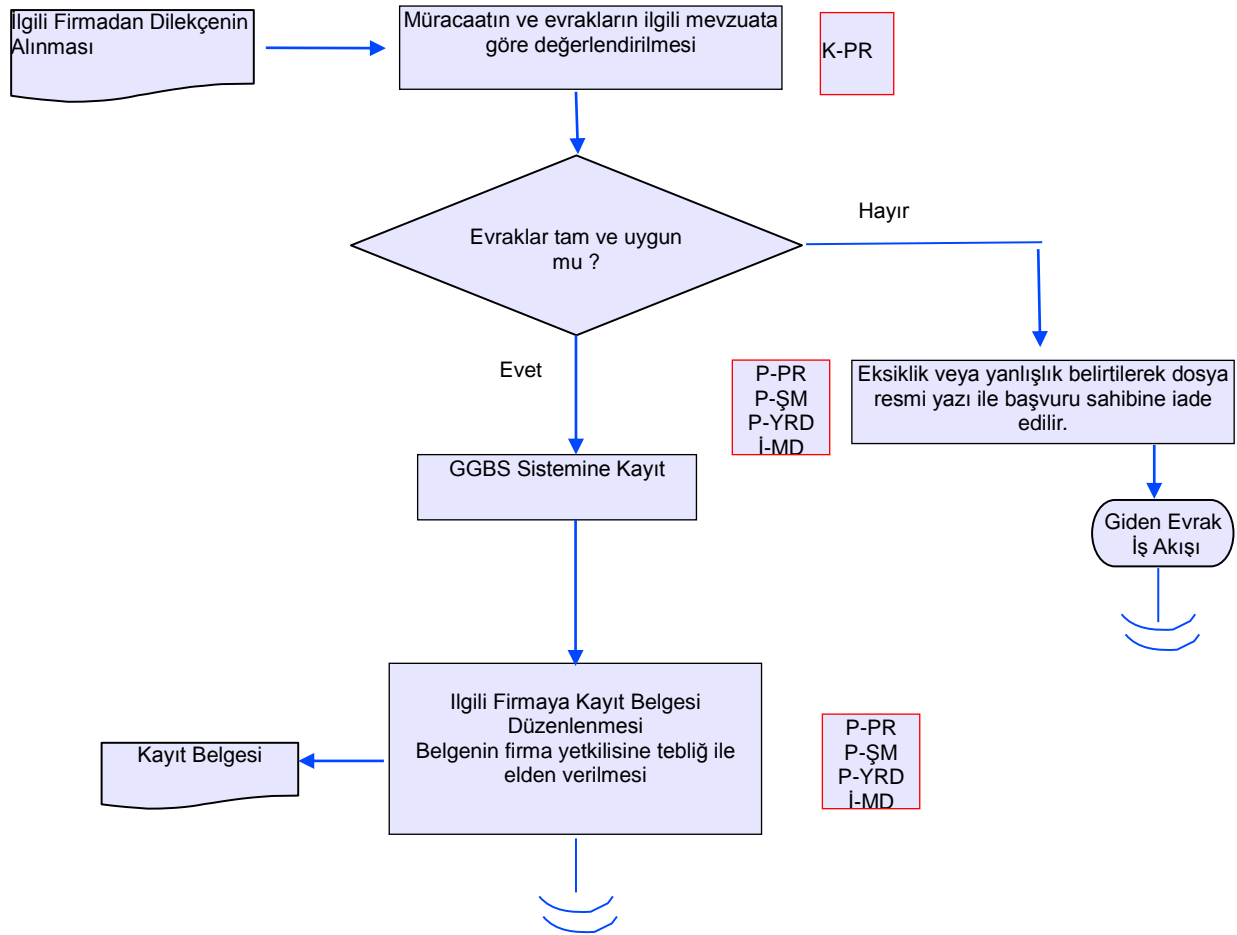 İlgili Firmadan Dilekçenin
Alınması
Müracaatın ve evrakların ilgili mevzuata
göre değerlendirilmesi
K-PR
Evraklar tam ve uygun
mu ?
Hayır
Evet
P-PR
P-ŞM
P-YRD
İ-MD
Eksiklik veya yanlışlık belirtilerek dosya
resmi yazı ile başvuru sahibine iade
edilir.
GGBS Sistemine Kayıt
Giden Evrak
İş Akışı
Ilgili Firmaya Kayıt Belgesi
Düzenlenmesi
Belgenin firma yetkilisine tebliğ ile
elden verilmesi
Kayıt Belgesi
P-PR
P-ŞM
P-YRD
İ-MD